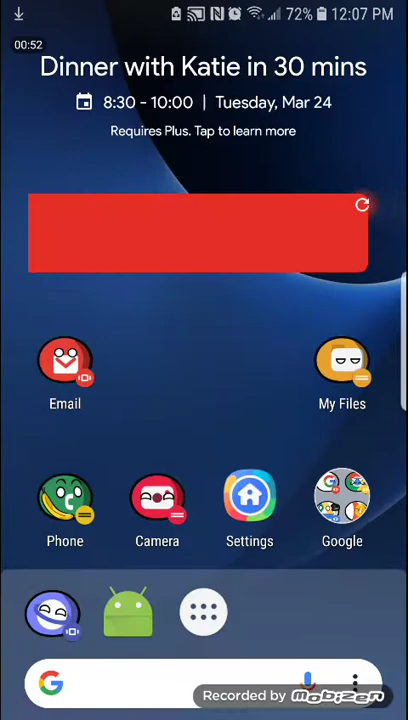 72% 12:07 PM
00:52
Dinner with Katie in 30 mins
8:30 - 10:00 | Tuesday, Mar 24
Requires Plus. Tap to learn more
Email
My Files
Phone
Camera
Settings
Google
Recorded by mobizen